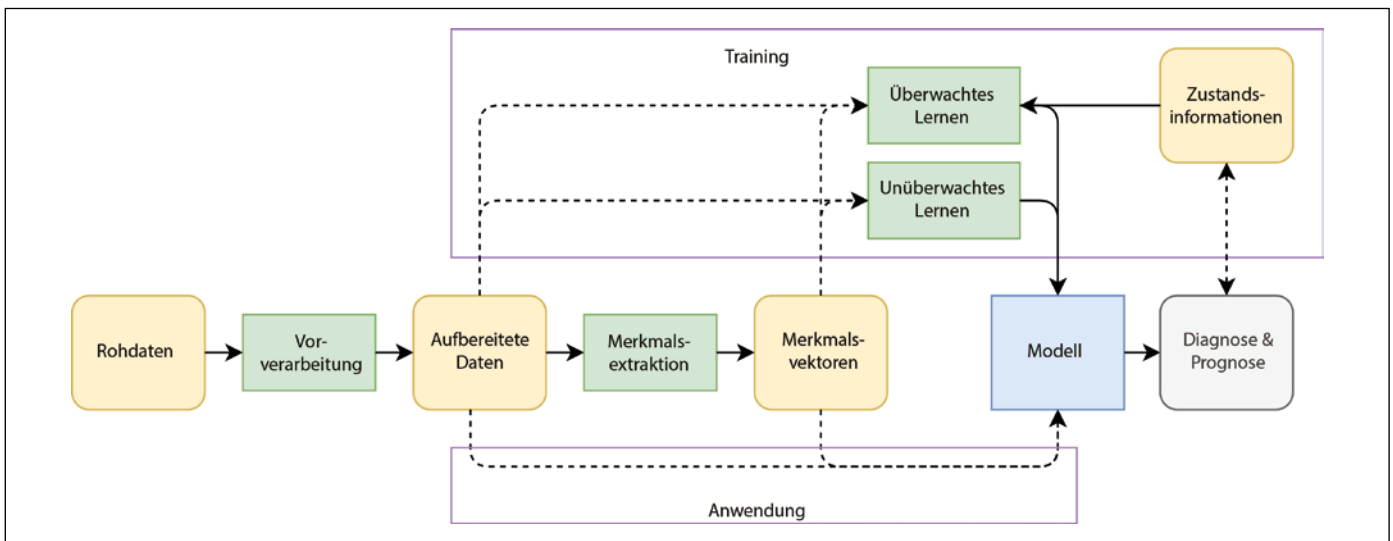 Training
Überwachtes
Lernen
Zustands-
informationen
Unüberwachtes
Lernen
Rohdaten
Vor-
verarbeitung
Aufbereitete
Daten
Merkmals-
extraktion
Merkmals-
vektoren
Modell
Diagnose &
Prognose
Anwendung